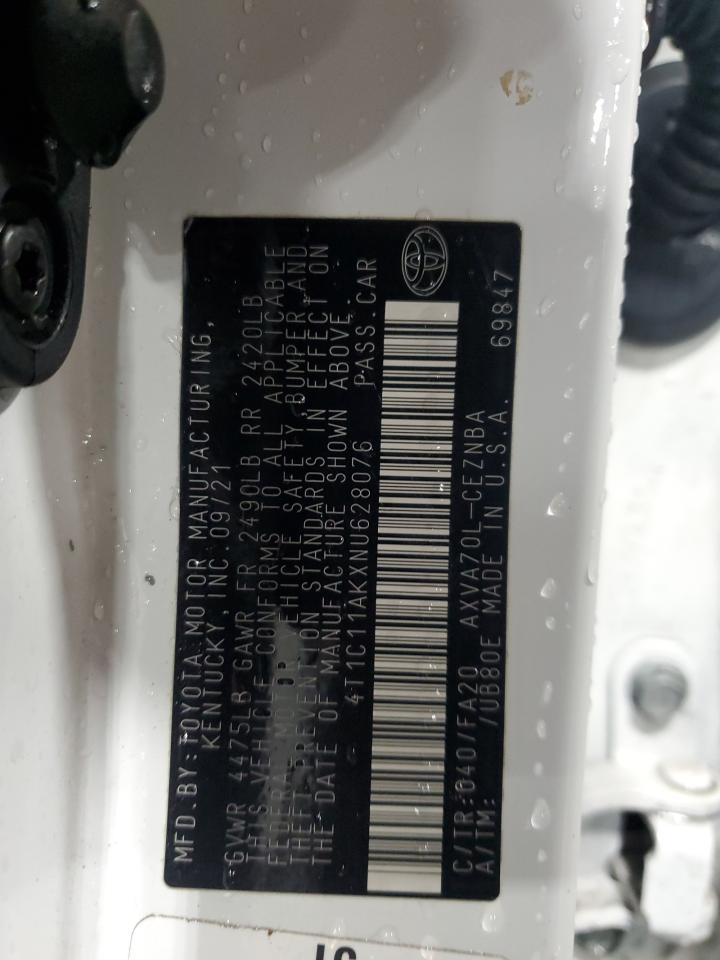 MFD.BY:TOYOTA MOTOR MANUFACTURING,
KENTUCKY,INC.09/21
GVWR 4475LB GAWR FR 2490LB RR 2420LB
THIS VEHICLE CONFORMS TO ALL APPLICABLE
FEDERAL MOTOR VEHICLE SAFETY,BUMPER,AND
THEFT PREVENTION STANDARDS IN EFFECT ON
THE DATE OF MANUFACTURE SHOWN ABOVE.
4T1C11AKXNU628076 PASS.CAR
C/TR:040/FA20 AXVA70L-CEZNBA
A/TM: /UB80E MADE IN U.S.A. 69847